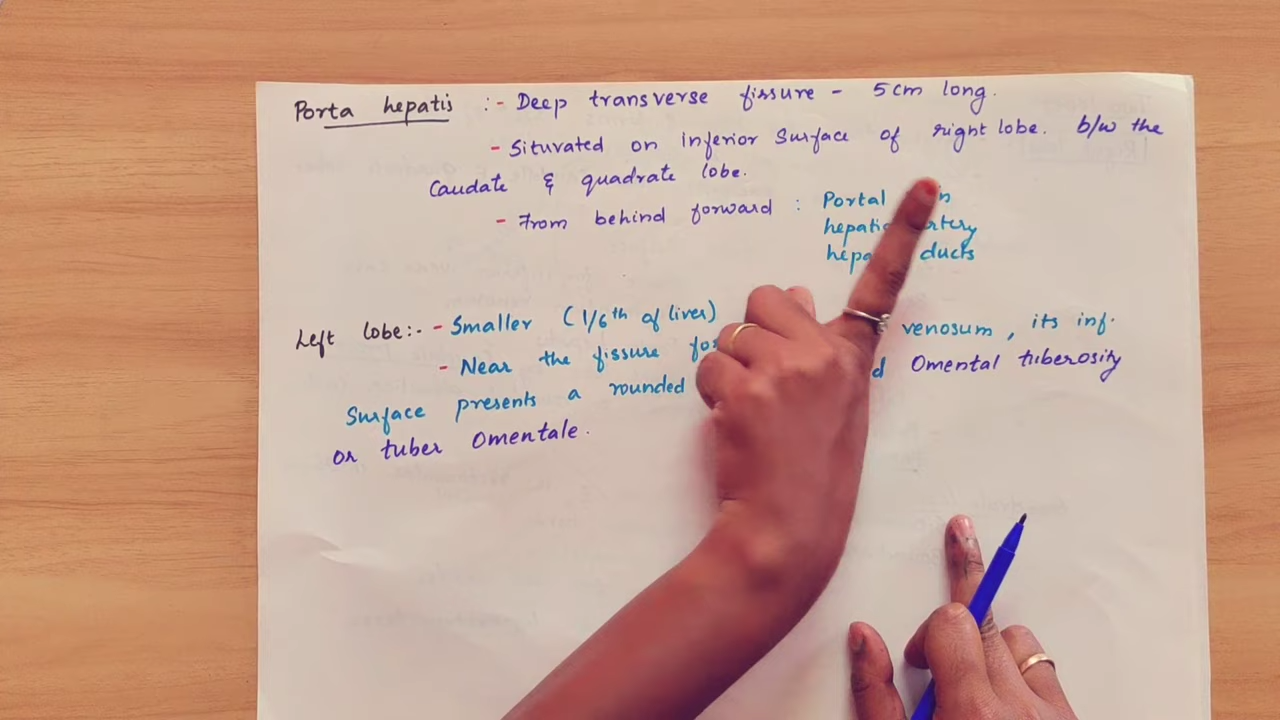 Porta hepatis :- Deep transverse fissure - 5cm long.
- Siturated on inferior Surface of right lobe. b/w the
Caudate & quadrate lobe.
- From behind forward : Portal
hepatic
ducts
Left lobe:- - Smaller (1/6th of liver)
- Near the fissure venosum, its inf.
Surface presents a rounded Omental tuberosity
or tuber Omentale.